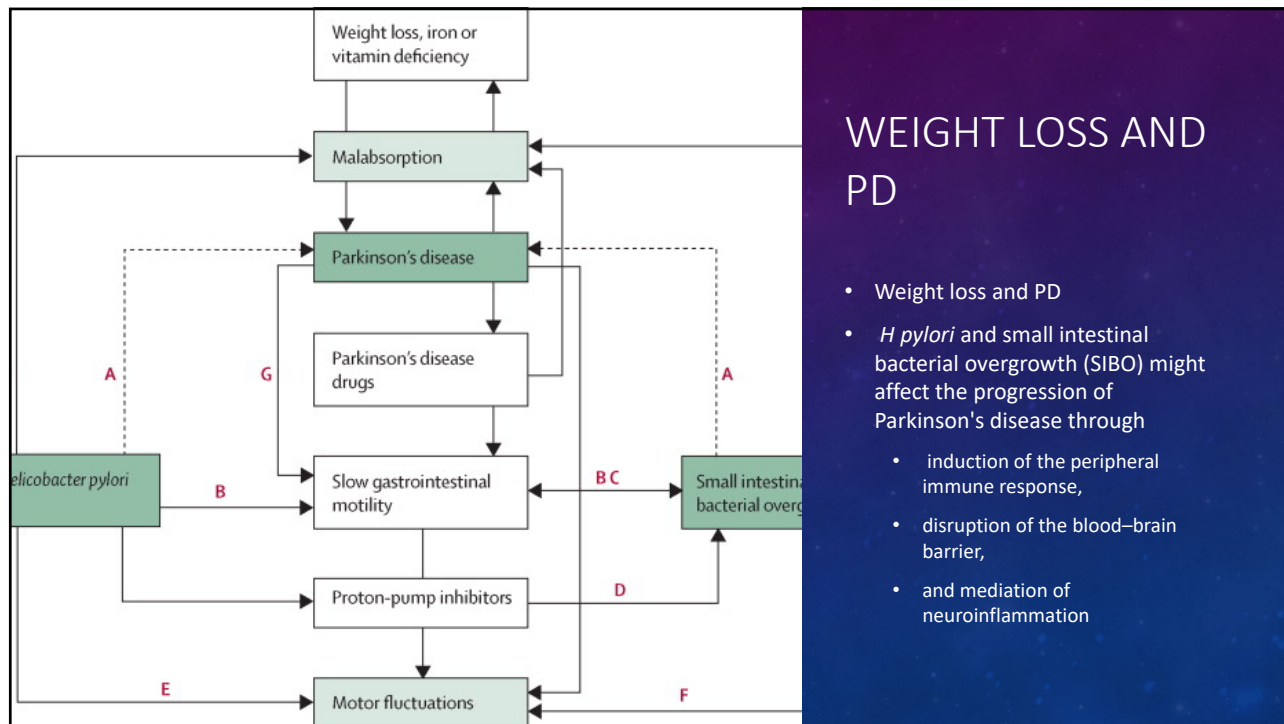 Weight loss, iron or
vitamin deficiency
Malabsorption
Parkinson's disease
A
G
Parkinson's disease
drugs
A
elicobacter pylori
B
Slow gastrointestinal
motility
B C
Small intestina
bacterial overg
Proton-pump inhibitors
D
E
Motor fluctuations
F
WEIGHT LOSS AND
PD
• Weight loss and PD
• H pylori and small intestinal
bacterial overgrowth (SIBO) might
affect the progression of
Parkinson's disease through
• induction of the peripheral
immune response,
• disruption of the blood–brain
barrier,
• and mediation of
neuroinflammation